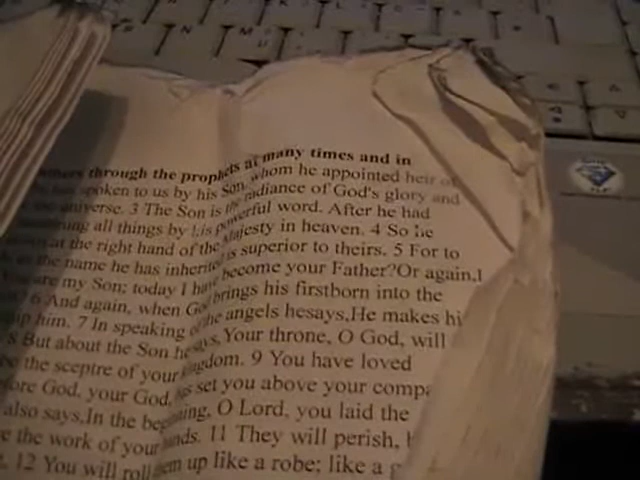 through the prophets at many times and in
spoken to us by his Son, whom he appointed heir
universe. 3 The Son is the radiance of God's glory and
all things by his powerful word. After he had
at the right hand of the Majesty in heaven. 4 So he
the name he has inherited is superior to theirs. 5 For to
are my Son; today I have become your Father?Or again,I
6 And again, when God brings his firstborn into the
him. 7 In speaking of the angels hesays,He makes hi
But about the Son he says,Your throne, O God, will
the sceptre of your kingdom. 9 You have loved
God, your God, has set you above your comp
also says,In the beginning, O Lord, you laid the
the work of your hands. 11 They will perish,
12 You will roll them up like a robe; like a